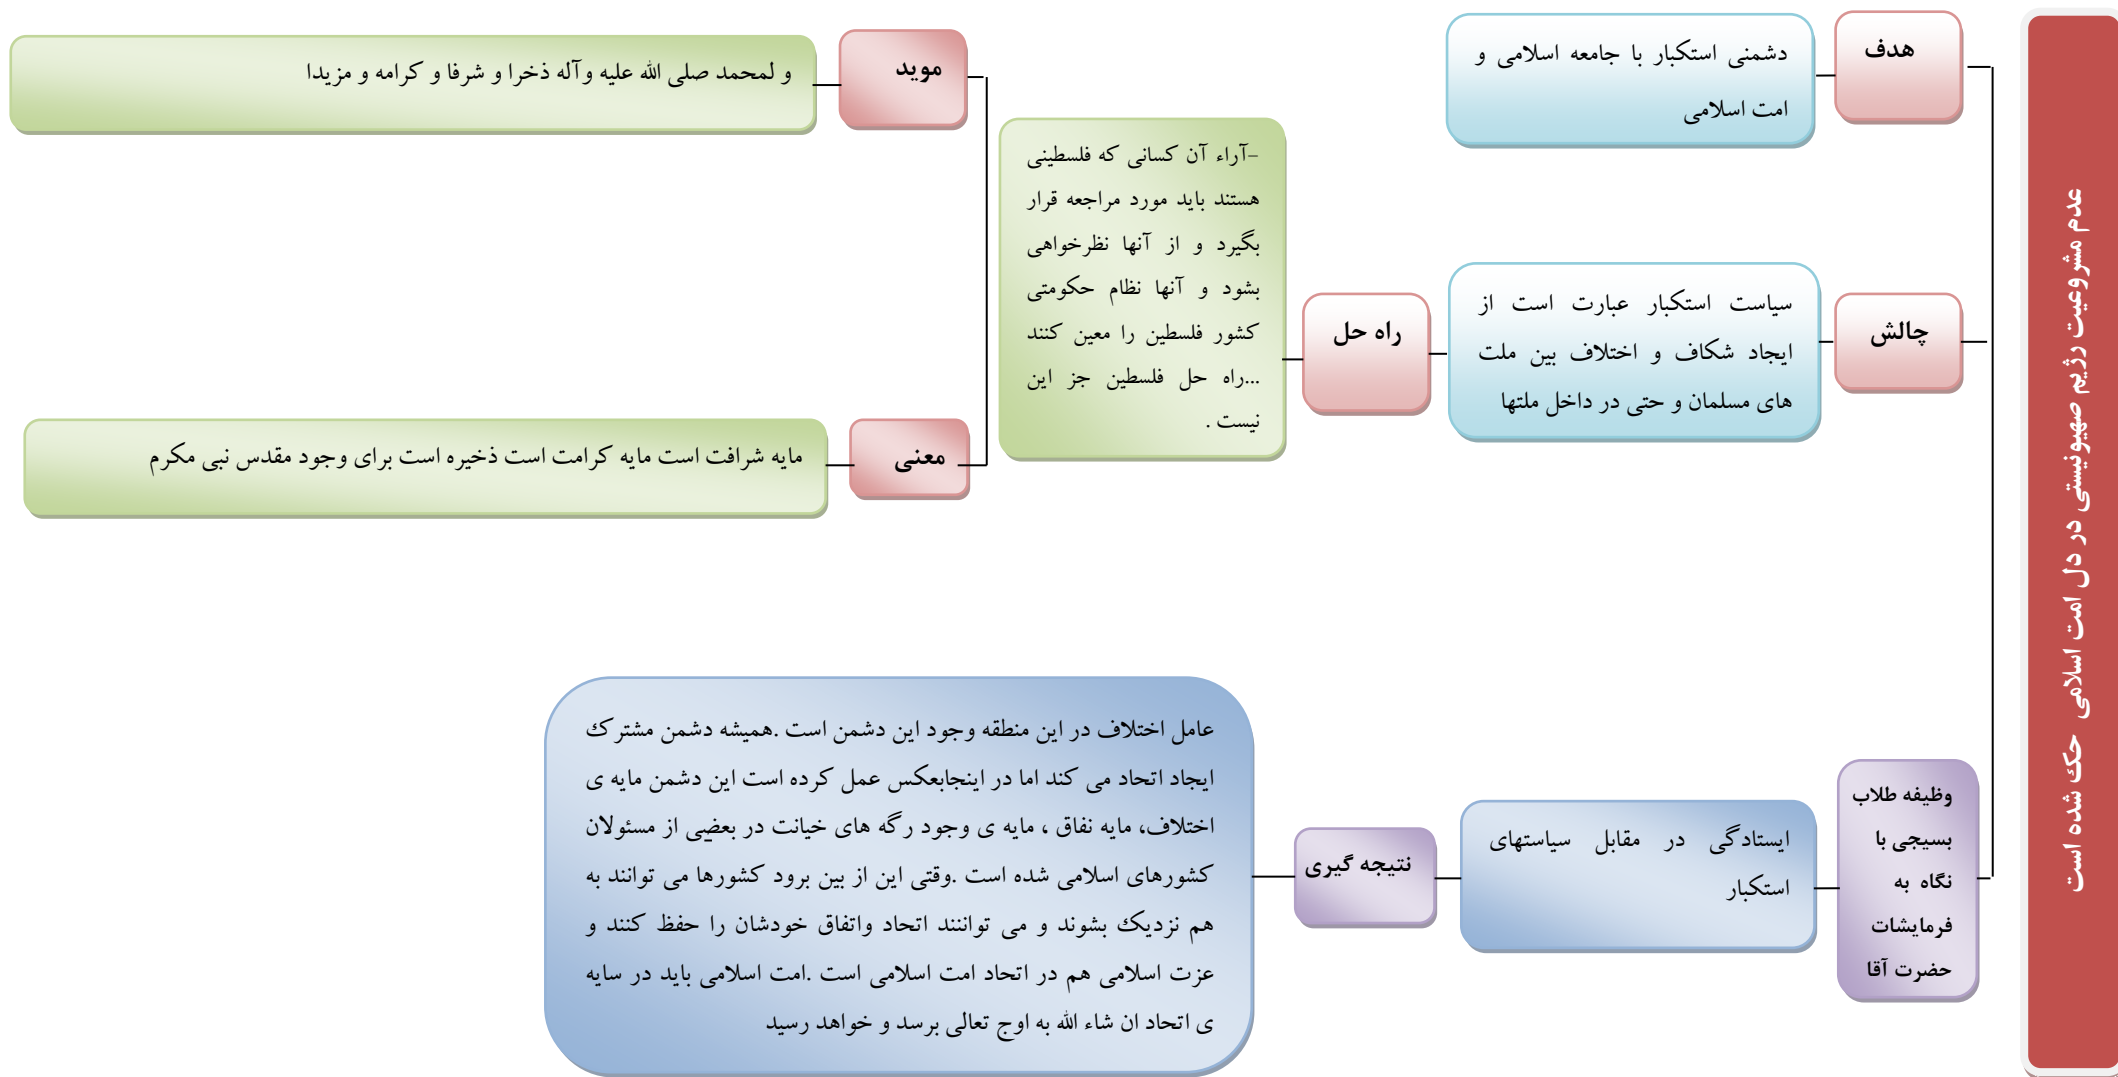 عدم مشروعیت رژیم صهیونیستی در دل امت اسلامی حک شده است
هدف
دشمنی استکبار با جامعه اسلامی و
امت اسلامی
چالش
سیاست استکبار عبارت است از
ایجاد شکاف و اختلاف بین ملت
های مسلمان و حتی در داخل ملتها
راه حل
-آراء آن کسانی که فلسطینی
هستند باید مورد مراجعه قرار
بگیرد و از آنها نظرخواهی
بشود و آنها نظام حکومتی
کشور فلسطین را معین کنند
...راه حل فلسطین جز این
نیست .
موید
و لمحمد صلی الله علیه وآله ذخرا و شرفا و کرامه و مزیدا
معنی
مایه شرافت است مایه کرامت است ذخیره است برای وجود مقدس نبی مکرم
وظیفه طلاب
بسیجی با
نگاه به
فرمایشات
حضرت آقا
ایستادگی در مقابل سیاستهای
استکبار
نتیجه گیری
عامل اختلاف در این منطقه وجود این دشمن است .همیشه دشمن مشترک
ایجاد اتحاد می کند اما در اینجابعکس عمل کرده است این دشمن مایه ی
اختلاف، مایه نفاق ، مایه ی وجود رگه های خیانت در بعضی از مسئولان
کشورهای اسلامی شده است .وقتی این از بین برود کشورها می توانند به
هم نزدیک بشوند و می تواننند اتحاد واتفاق خودشان را حفظ کنند و
عزت اسلامی هم در اتحاد امت اسلامی است .امت اسلامی باید در سایه
ی اتحاد ان شاء الله به اوج تعالی برسد و خواهد رسید